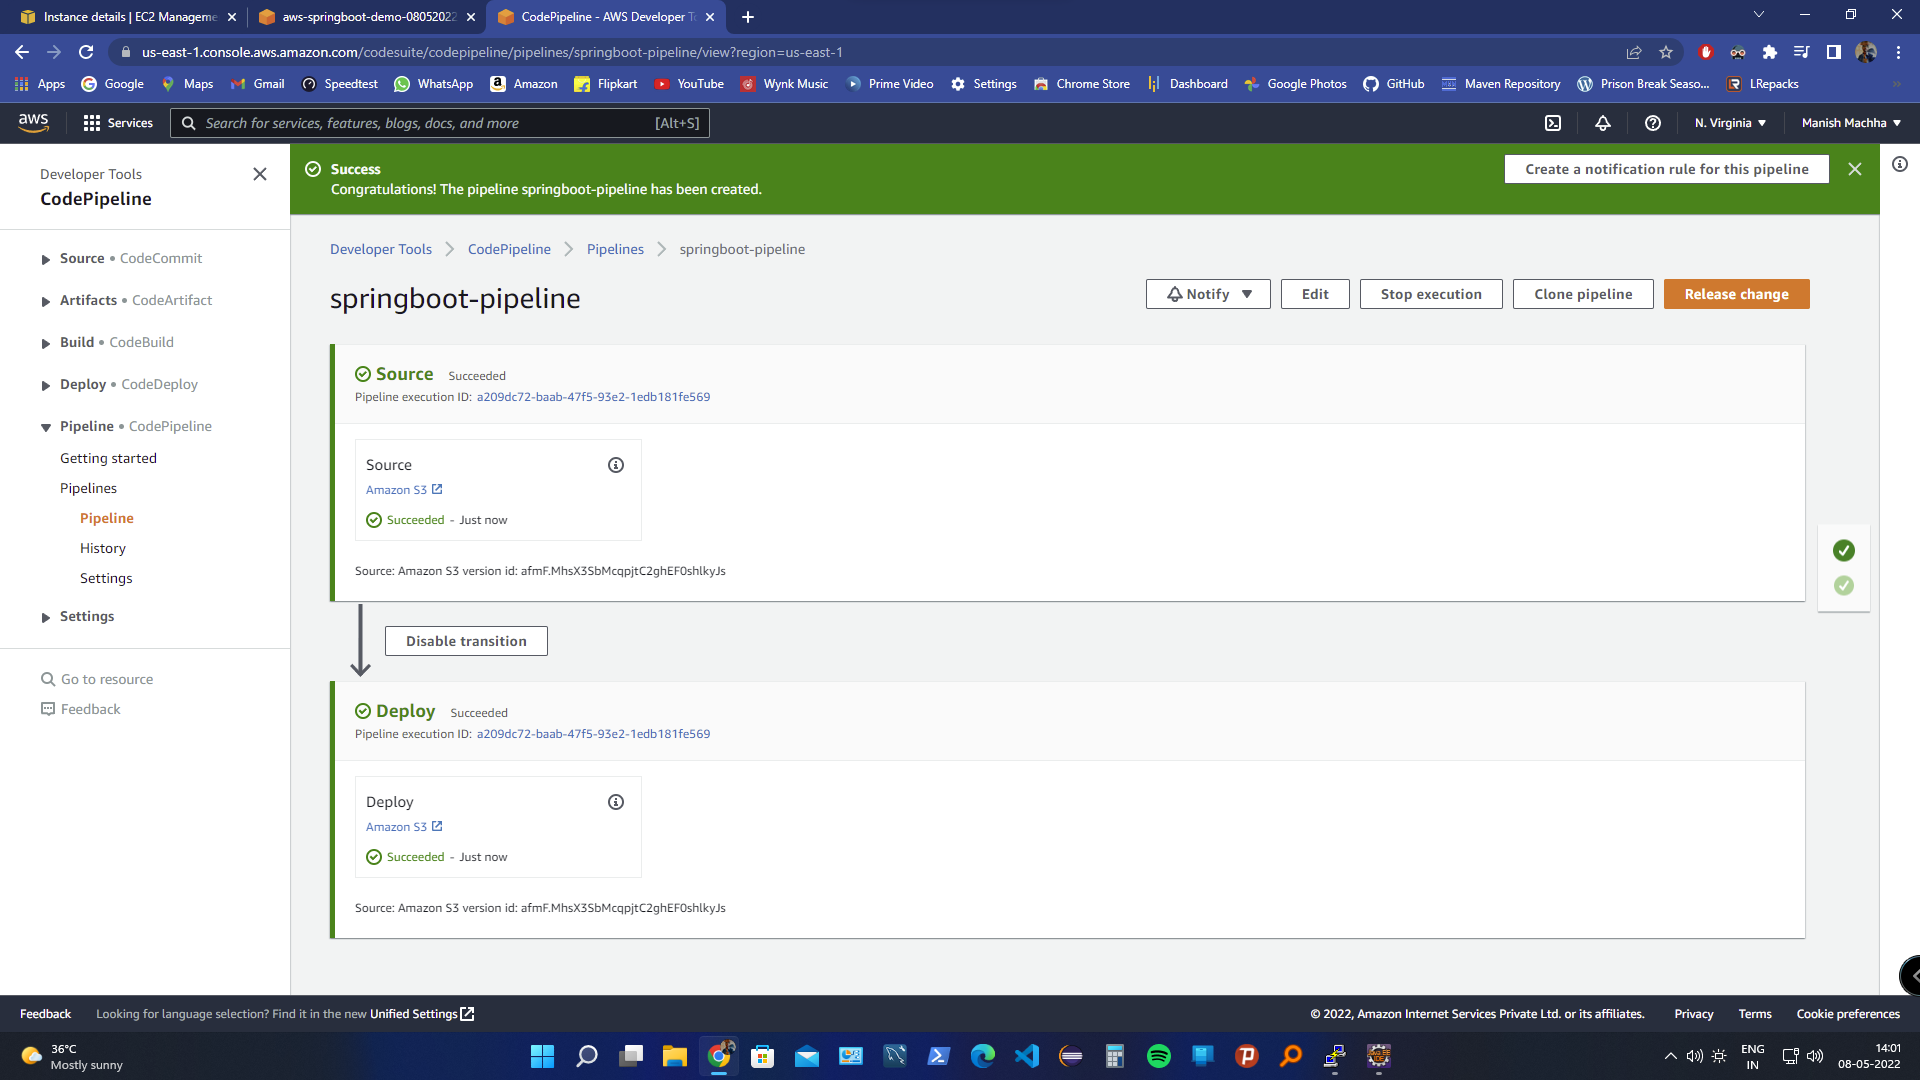 Instance details | EC2 Manageme
aws-springboot-demo-08052022
CodePipeline - AWS Developer To
us-east-1.console.aws.amazon.com/codesuite/codepipeline/pipelines/springboot-pipeline/view?region=us-east-1
Apps
Google
Maps
Gmail
Speedtest
WhatsApp
Amazon
Flipkart
YouTube
Wynk Music
Prime Video
Settings
Chrome Store
Dashboard
Google Photos
GitHub
Maven Repository
Prison Break Seaso...
LRepacks
aws
Services
Search for services, features, blogs, docs, and more
[Alt+S]
N. Virginia
Manish Machha
Developer Tools
CodePipeline
Source • CodeCommit
Artifacts • CodeArtifact
Build • CodeBuild
Deploy • CodeDeploy
Pipeline • CodePipeline
Getting started
Pipelines
Pipeline
History
Settings
Settings
Go to resource
Feedback
Success
Congratulations! The pipeline springboot-pipeline has been created.
Create a notification rule for this pipeline
Developer Tools
CodePipeline
Pipelines
springboot-pipeline
springboot-pipeline
Notify
Edit
Stop execution
Clone pipeline
Release change
Source Succeeded
Pipeline execution ID: a209dc72-baab-47f5-93e2-1edb181fe569
Source
Amazon S3
Succeeded - Just now
Source: Amazon S3 version id: afmF.MhsX3SbMcqpjtC2ghEF0shlkyJs
Disable transition
Deploy Succeeded
Pipeline execution ID: a209dc72-baab-47f5-93e2-1edb181fe569
Deploy
Amazon S3
Succeeded - Just now
Source: Amazon S3 version id: afmF.MhsX3SbMcqpjtC2ghEF0shlkyJs
Feedback
Looking for language selection? Find it in the new Unified Settings
© 2022, Amazon Internet Services Private Ltd. or its affiliates.
Privacy
Terms
Cookie preferences
36°C
Mostly sunny
ENG
IN
14:01
08-05-2022